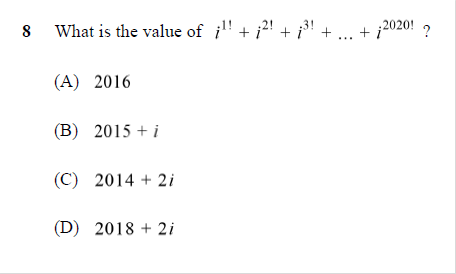 8 What is the value of i^{1!} + i^{2!} + i^{3!} + ... + i^{2020!} ?
(A) 2016
(B) 2015 + i
(C) 2014 + 2i
(D) 2018 + 2i